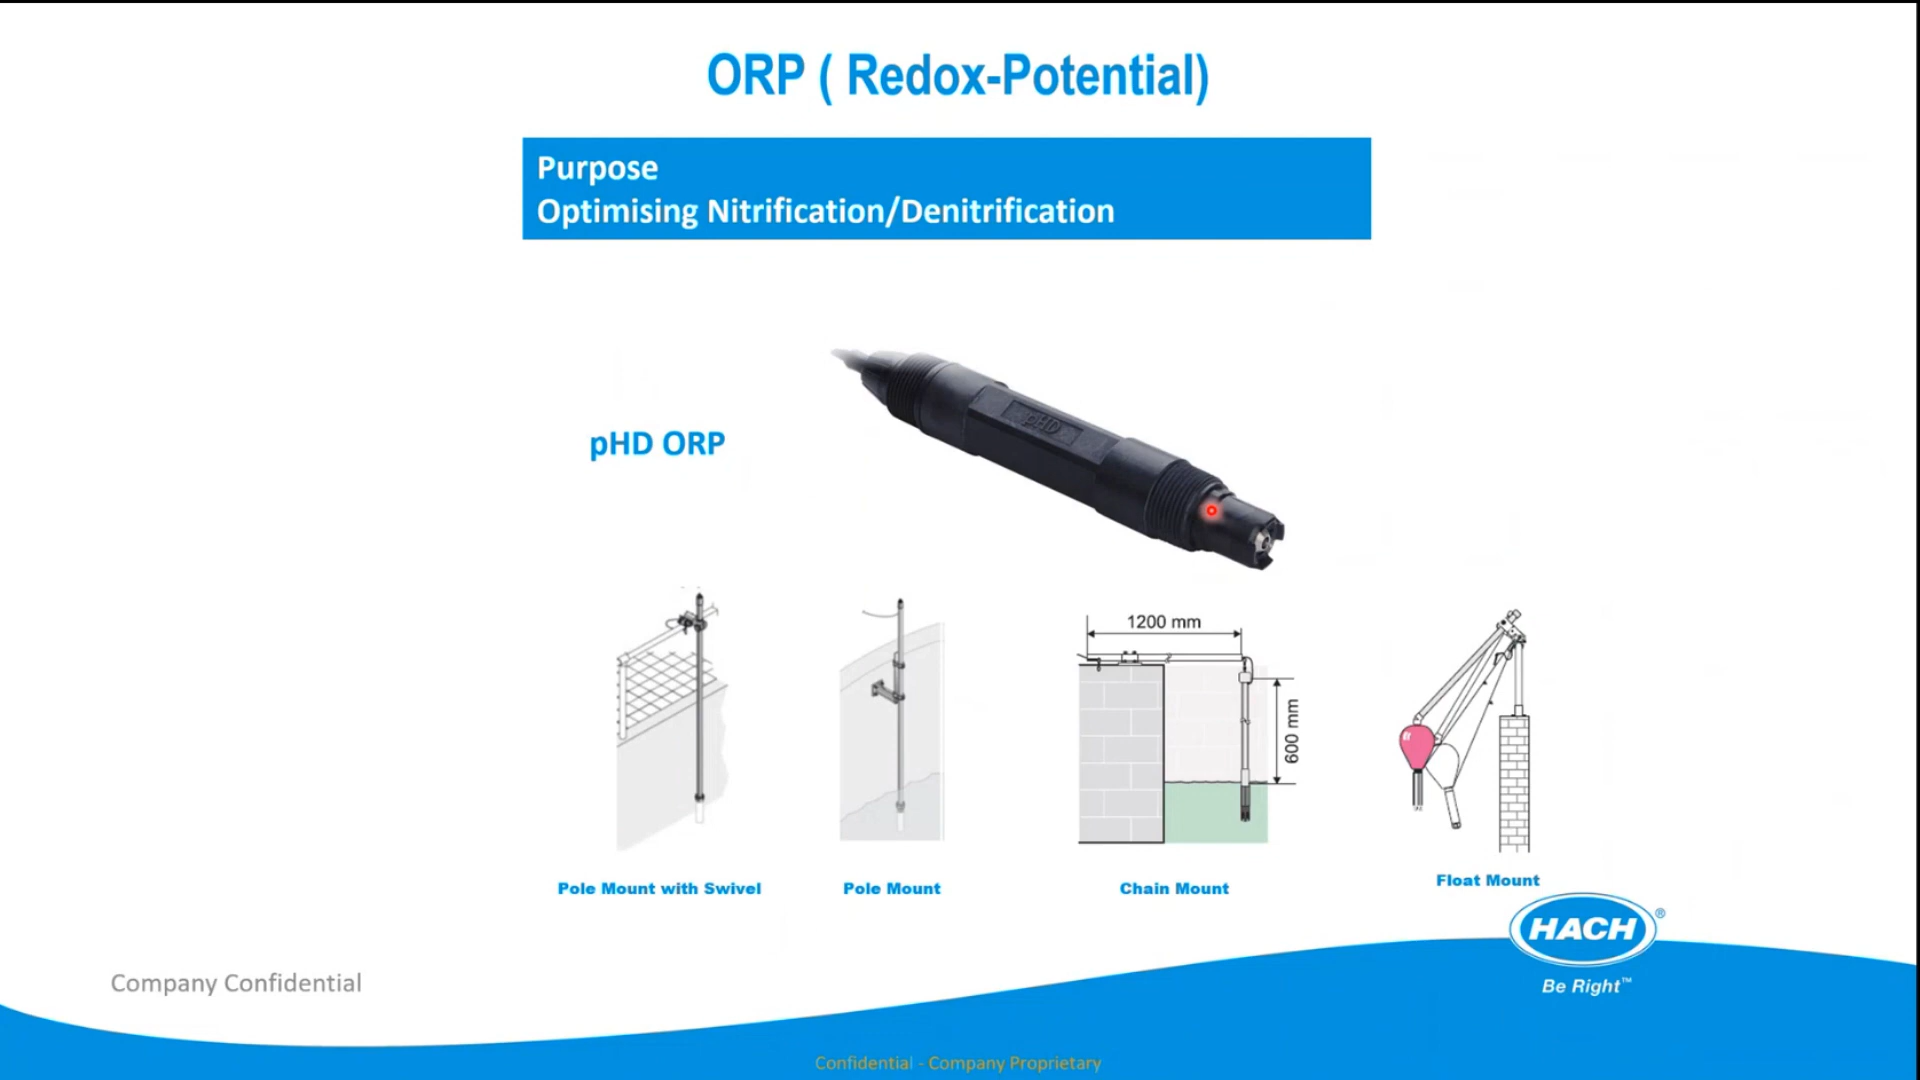 ORP ( Redox-Potential)
Purpose
Optimising Nitrification/Denitrification
pHD
pHD ORP
1200 mm
600 mm
Pole Mount with Swivel
Pole Mount
Chain Mount
Float Mount
HACH®
Be Right™
Company Confidential
Confidential - Company Proprietary